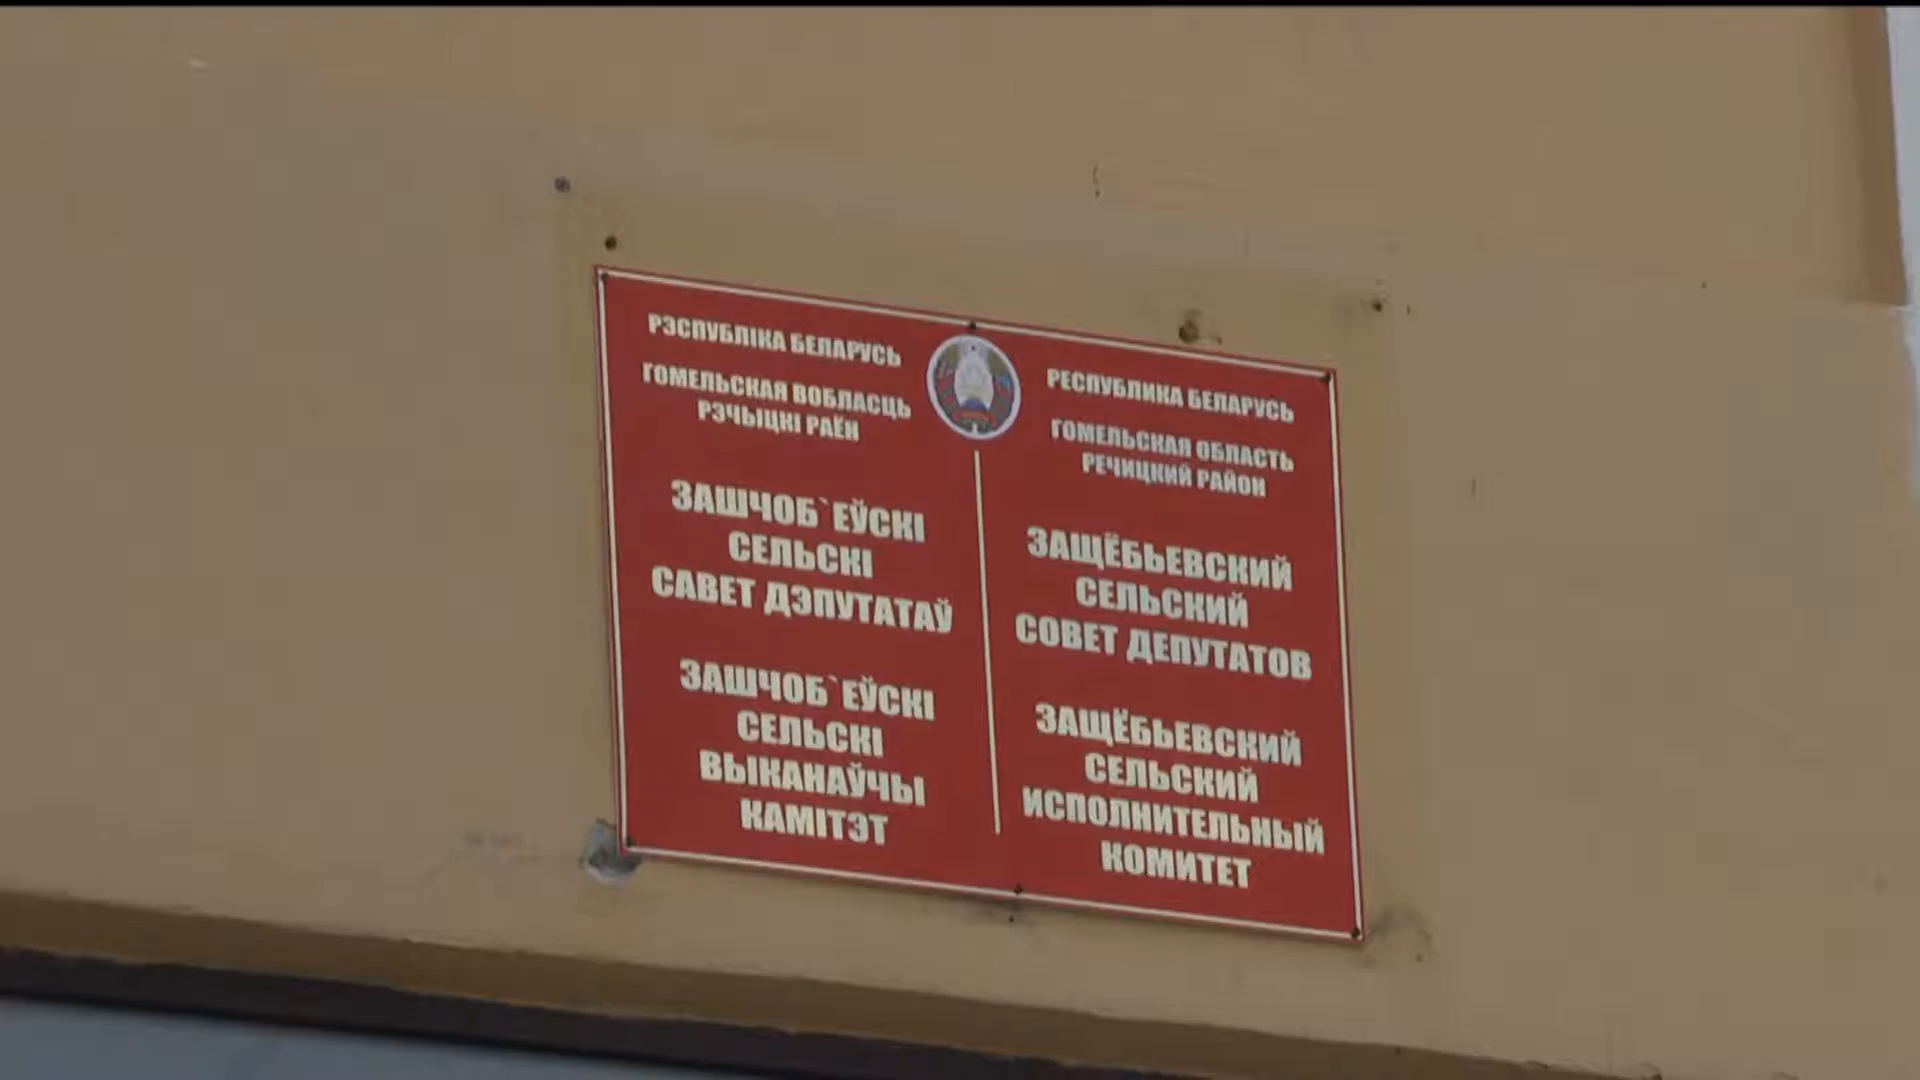 РЭСПУБЛІКА БЕЛАРУСЬ
ГОМЕЛЬСКАЯ ВОБЛАСЦЬ
РЭЧЫЦКІ РАЁН
ЗАШЧОБ`ЕЎСКІ
СЕЛЬСКІ
САВЕТ ДЭПУТАТАЎ
ЗАШЧОБ`ЕЎСКІ
СЕЛЬСКІ
ВЫКАНАЎЧЫ
КАМІТЭТ
РЕСПУБЛИКА БЕЛАРУСЬ
ГОМЕЛЬСКАЯ ОБЛАСТЬ
РЕЧИЦКИЙ РАЙОН
ЗАЩЁБЬЕВСКИЙ
СЕЛЬСКИЙ
СОВЕТ ДЕПУТАТОВ
ЗАЩЁБЬЕВСКИЙ
СЕЛЬСКИЙ
ИСПОЛНИТЕЛЬНЫЙ
КОМИТЕТ